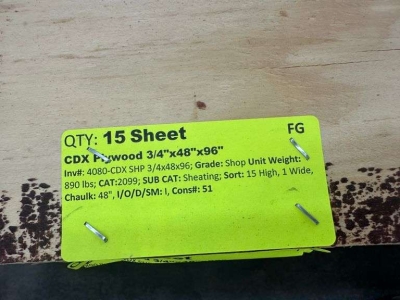 QTY: 15 Sheet
FG
CDX Plywood 3/4"x48"x96"
Inv#: 4080-CDX SHP 3/4x48x96; Grade: Shop Unit Weight:
890 lbs; CAT:2099; SUB CAT: Sheating; Sort: 15 High, 1 Wide,
Chaulk: 48", I/O/D/SM: I, Cons#: 51